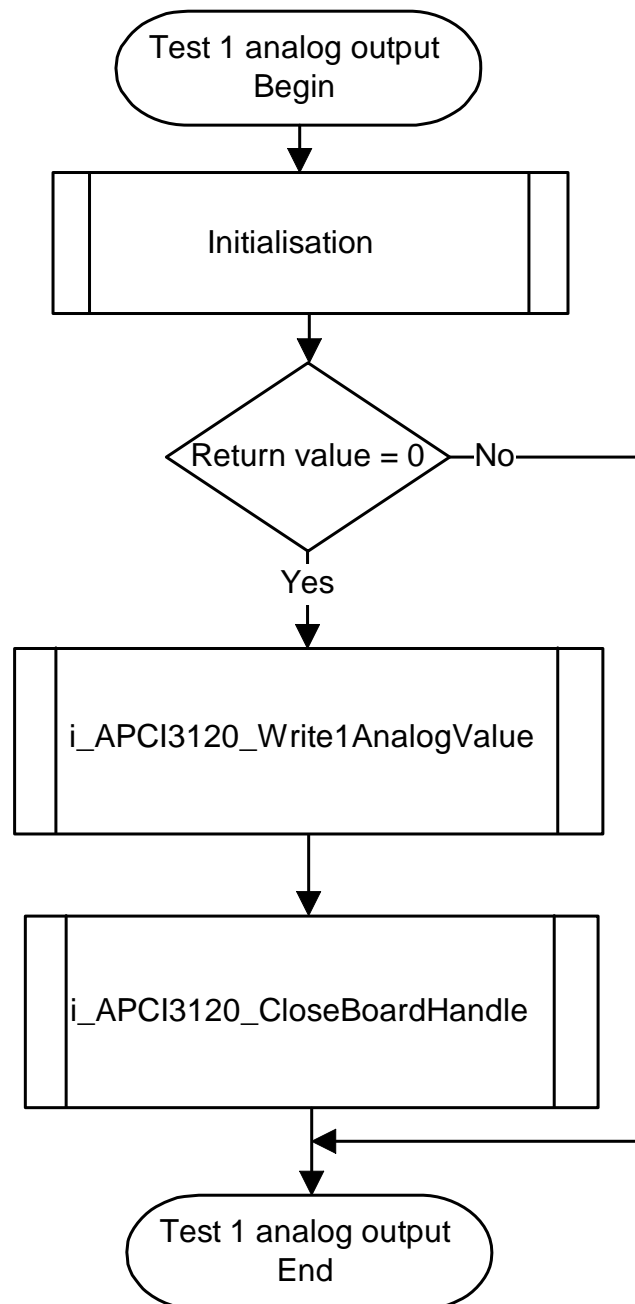 Test 1 analog output
Begin
Initialisation
Return value = 0
No
Yes
i_APCI3120_Write1AnalogValue
i_APCI3120_CloseBoardHandle
Test 1 analog output
End